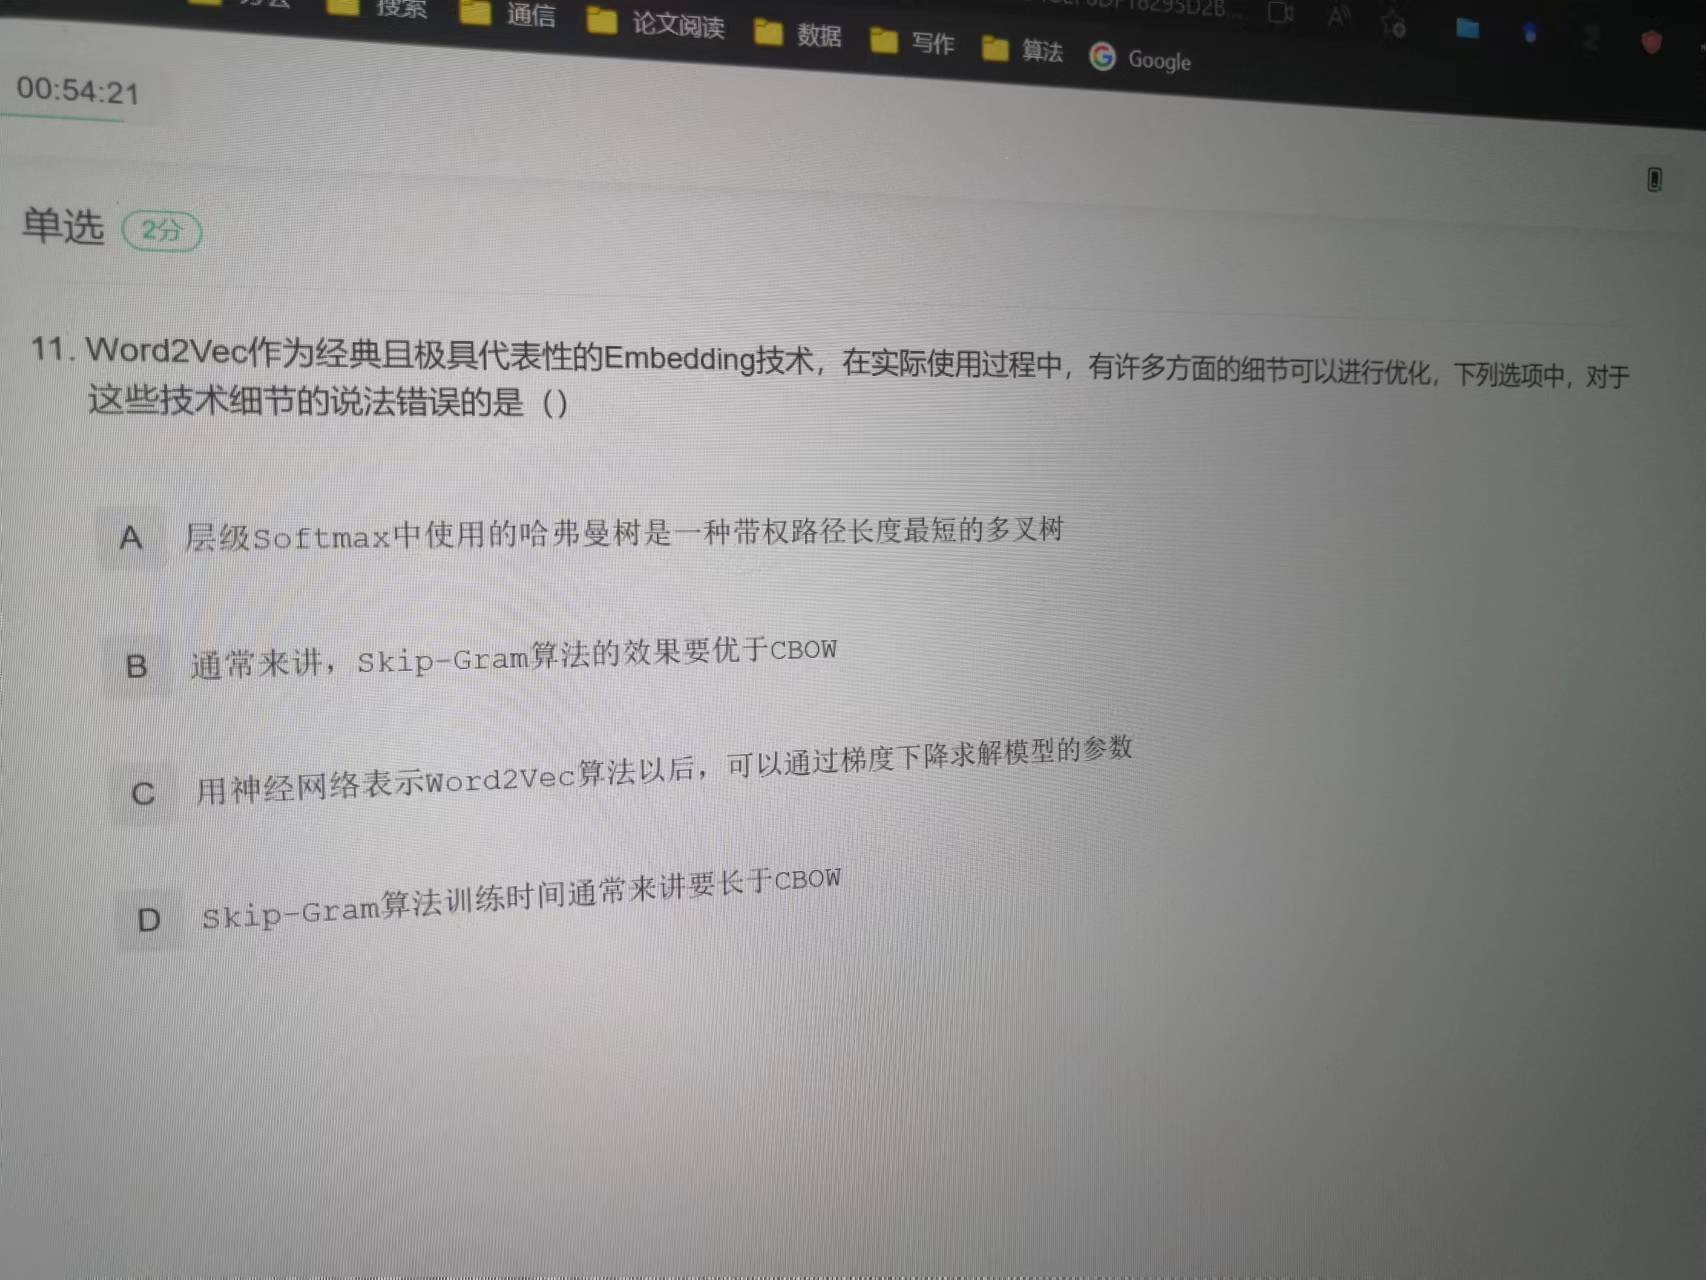 搜索 通信 论文阅读 数据 写作 算法 Google
00:54:21
单选 2分
11. Word2Vec作为经典且极具代表性的Embedding技术，在实际使用过程中，有许多方面的细节可以进行优化，下列选项中，对于
这些技术细节的说法错误的是（）
A 层级Softmax中使用的哈弗曼树是一种带权路径长度最短的多叉树
B 通常来讲，Skip-Gram算法的效果要优于CBOW
C 用神经网络表示Word2Vec算法以后，可以通过梯度下降求解模型的参数
D Skip-Gram算法训练时间通常来讲要长于CBOW